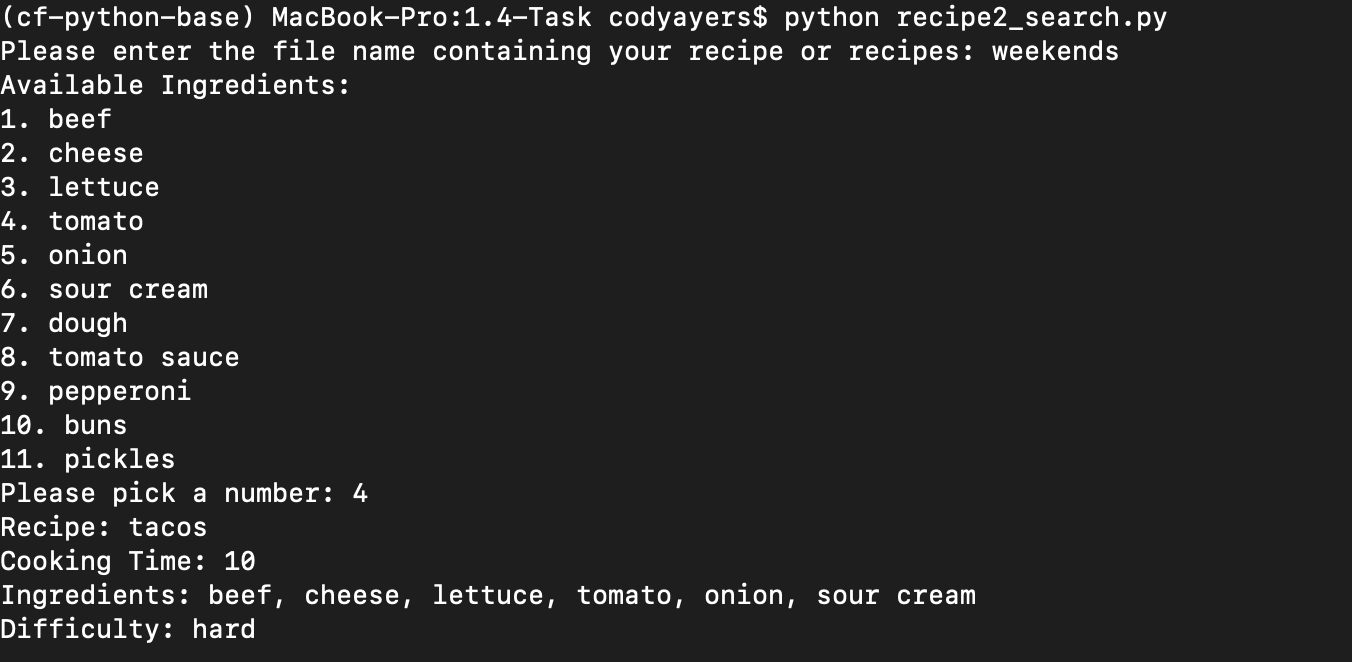 (cf-python-base) MacBook-Pro:1.4-Task codyayers$ python recipe2_search.py
Please enter the file name containing your recipe or recipes: weekends
Available Ingredients:
1. beef
2. cheese
3. lettuce
4. tomato
5. onion
6. sour cream
7. dough
8. tomato sauce
9. pepperoni
10. buns
11. pickles
Please pick a number: 4
Recipe: tacos
Cooking Time: 10
Ingredients: beef, cheese, lettuce, tomato, onion, sour cream
Difficulty: hard